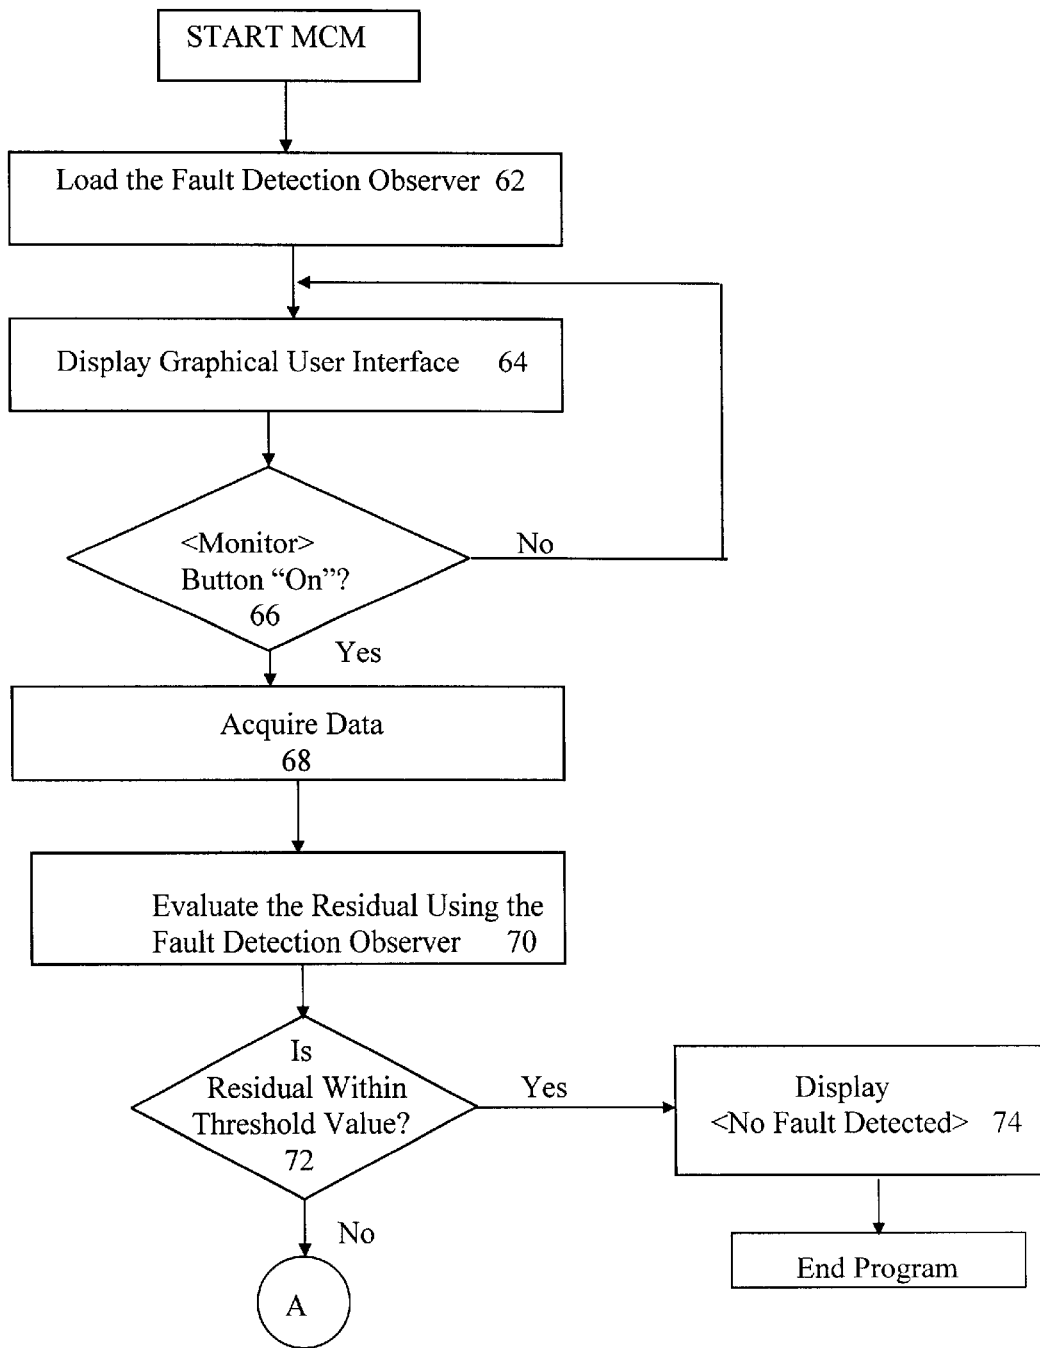 START MCM
Load the Fault Detection Observer 62
Display Graphical User Interface 64
<Monitor>
Button “On”?
66
No
Yes
Acquire Data
68
Evaluate the Residual Using the
Fault Detection Observer 70
Is
Residual Within
Threshold Value?
72
Yes
Display
<No Fault Detected> 74
No
End Program
A